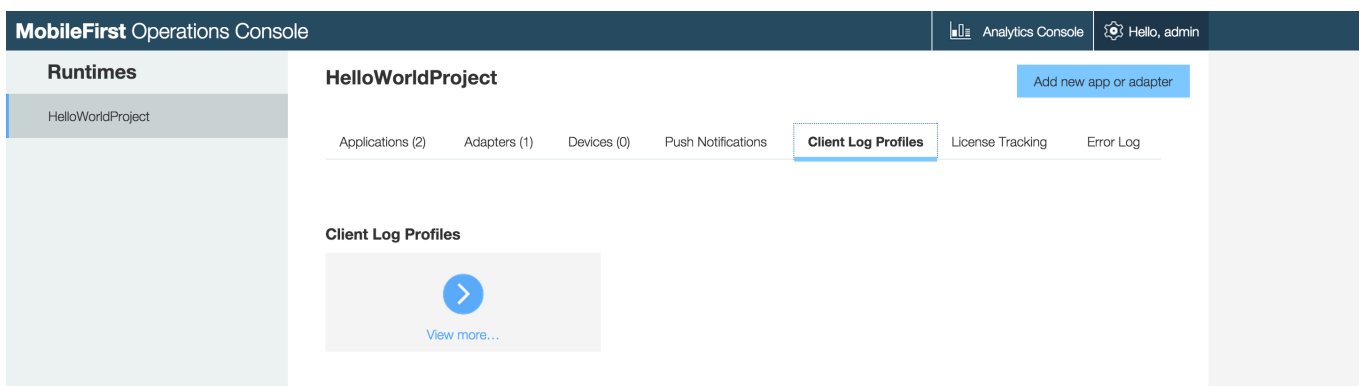 MobileFirst Operations Console
Analytics Console
Hello, admin
Runtimes
HelloWorldProject
HelloWorldProject
Add new app or adapter
Applications (2)
Adapters (1)
Devices (0)
Push Notifications
Client Log Profiles
License Tracking
Error Log
Client Log Profiles
View more…